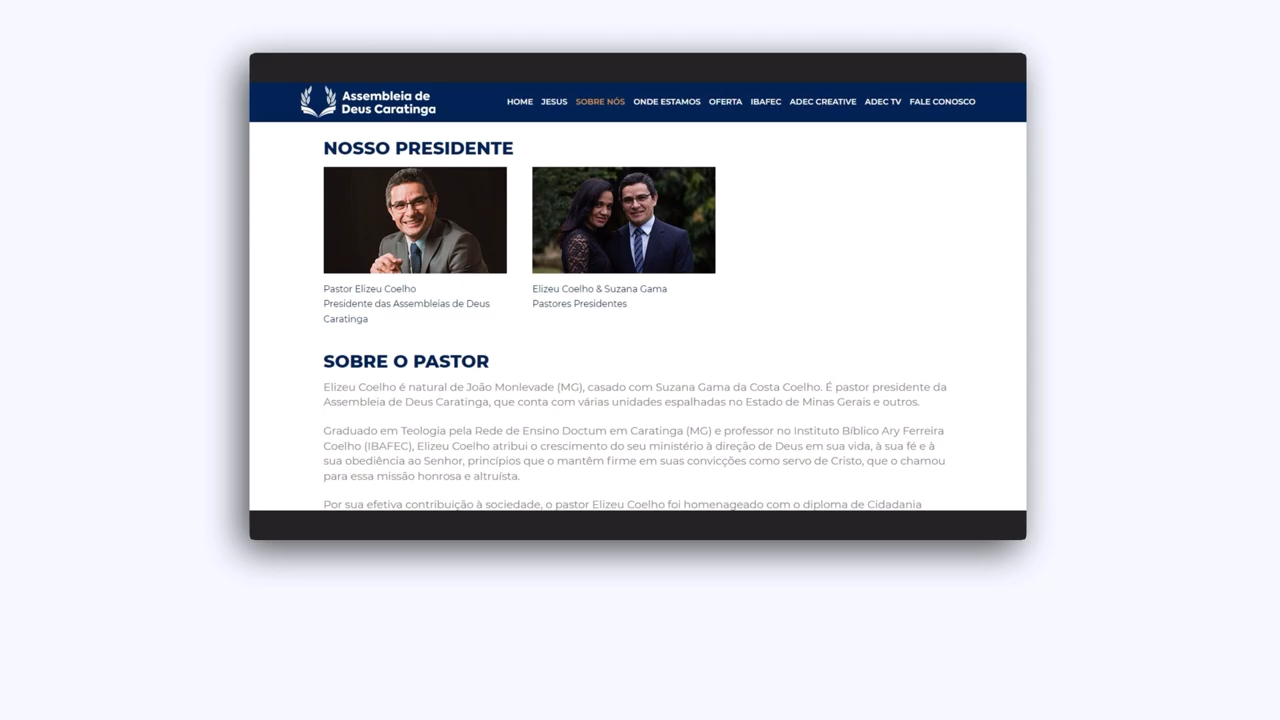 Assembleia de
Deus Caratinga
HOME JESUS SOBRE NÓS ONDE ESTAMOS OFERTA IBAFEC ADEC CREATIVE ADEC TV FALE CONOSCO
NOSSO PRESIDENTE
Pastor Elizeu Coelho
Presidente das Assembleias de Deus
Caratinga
Elizeu Coelho & Suzana Gama
Pastores Presidentes
SOBRE O PASTOR
Elizeu Coelho é natural de João Monlevade (MG), casado com Suzana Gama da Costa Coelho. É pastor presidente da
Assembleia de Deus Caratinga, que conta com várias unidades espalhadas no Estado de Minas Gerais e outros.
Graduado em Teologia pela Rede de Ensino Doctum em Caratinga (MG) e professor no Instituto Bíblico Ary Ferreira
Coelho (IBAFEC), Elizeu Coelho atribui o crescimento do seu ministério à direção de Deus em sua vida, à sua fé e à
sua obediência ao Senhor, princípios que o mantêm firme em suas convicções como servo de Cristo, que o chamou
para essa missão honrosa e altruísta.
Por sua efetiva contribuição à sociedade, o pastor Elizeu Coelho foi homenageado com o diploma de Cidadania